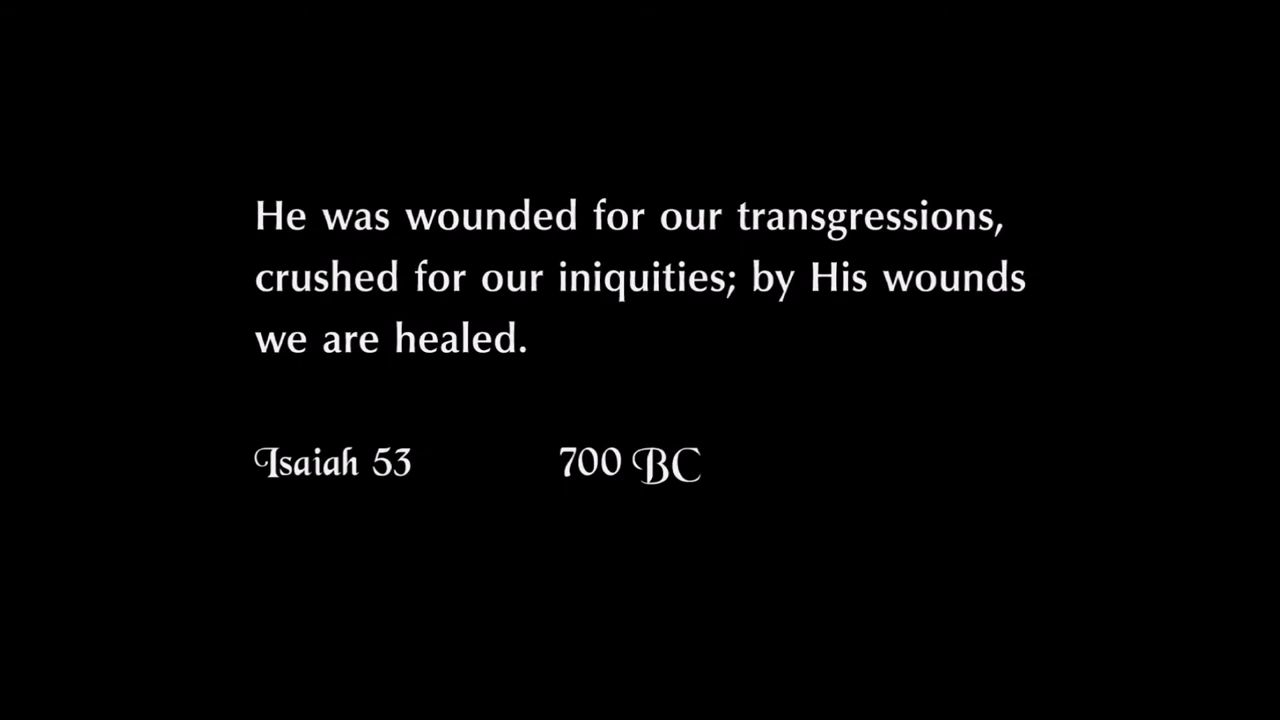 He was wounded for our transgressions,
crushed for our iniquities; by His wounds
we are healed.
Isaiah 53 700 BC